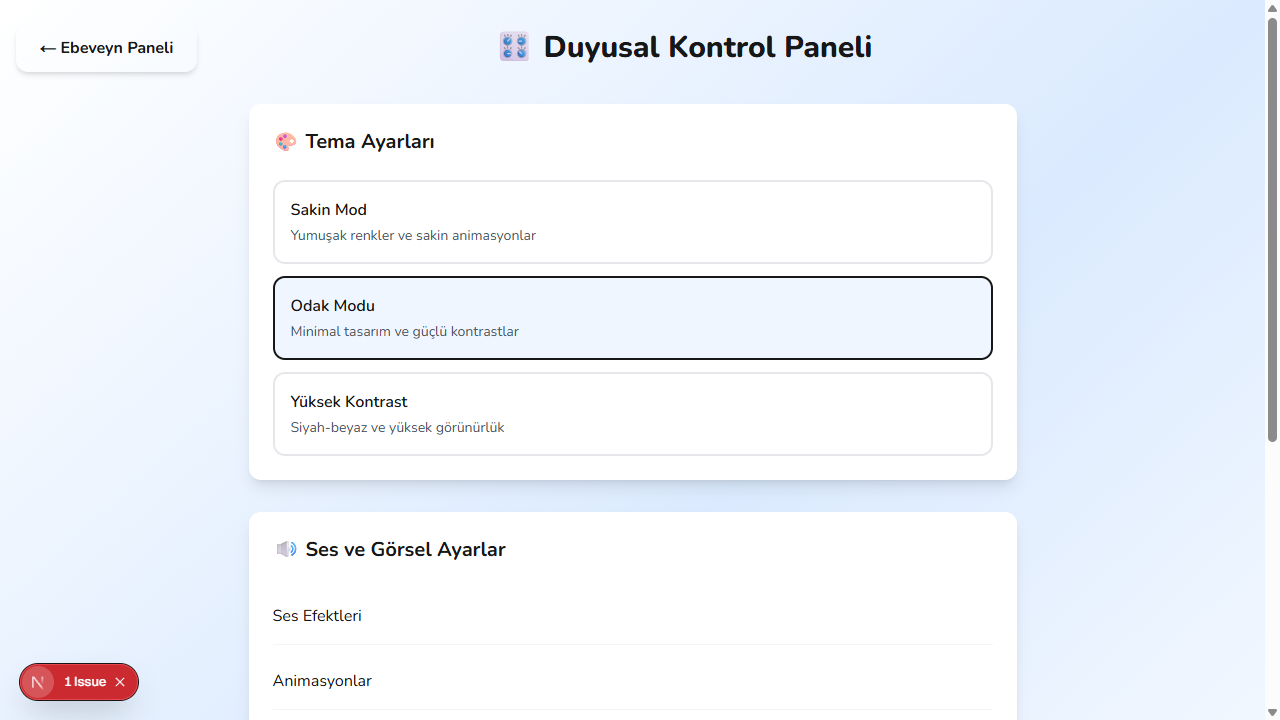 ← Ebeveyn Paneli
Duyusal Kontrol Paneli
Tema Ayarları
Sakin Mod
Yumuşak renkler ve sakin animasyonlar
Odak Modu
Minimal tasarım ve güçlü kontrastlar
Yüksek Kontrast
Siyah-beyaz ve yüksek görünürlük
Ses ve Görsel Ayarlar
Ses Efektleri
Animasyonlar
N 1 Issue ×